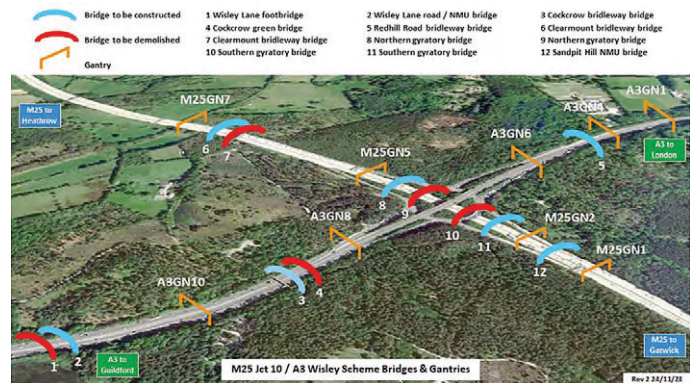 Bridge to be constructed
Bridge to be demolished
Gantry
1 Wisley Lane footbridge
4 Cockcrow green bridge
7 Clearmount bridleway bridge
10 Southern gyratory bridge
2 Wisley Lane road / NMU bridge
5 Redhill Road bridleway bridge
8 Northern gyratory bridge
11 Southern gyratory bridge
3 Cockcrow bridleway bridge
6 Clearmount bridleway bridge
9 Northern gyratory bridge
12 Sandpit Hill NMU bridge
M25 to
Heathrow
M25GN7
A3GN1
A3GN4
A3GN6
A3 to
London
6
7
5
M25GN5
8
9
10
11
M25GN2
M25GN1
12
A3GN8
3
4
A3GN10
1
2
A3 to
Guildford
M25 to
Gatwick
M25 Jct 10 / A3 Wisley Scheme Bridges & Gantries
Rev 2 24/11/23